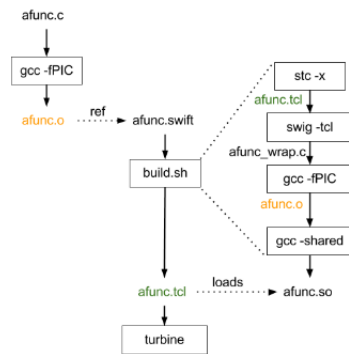 afunc.c
gcc -fPIC
afunc.o
ref
afunc.swift
build.sh
afunc.tcl
loads
afunc.so
turbine
stc -x
afunc.tcl
swig -tcl
afunc_wrap.c
gcc -fPIC
afunc.o
gcc -shared